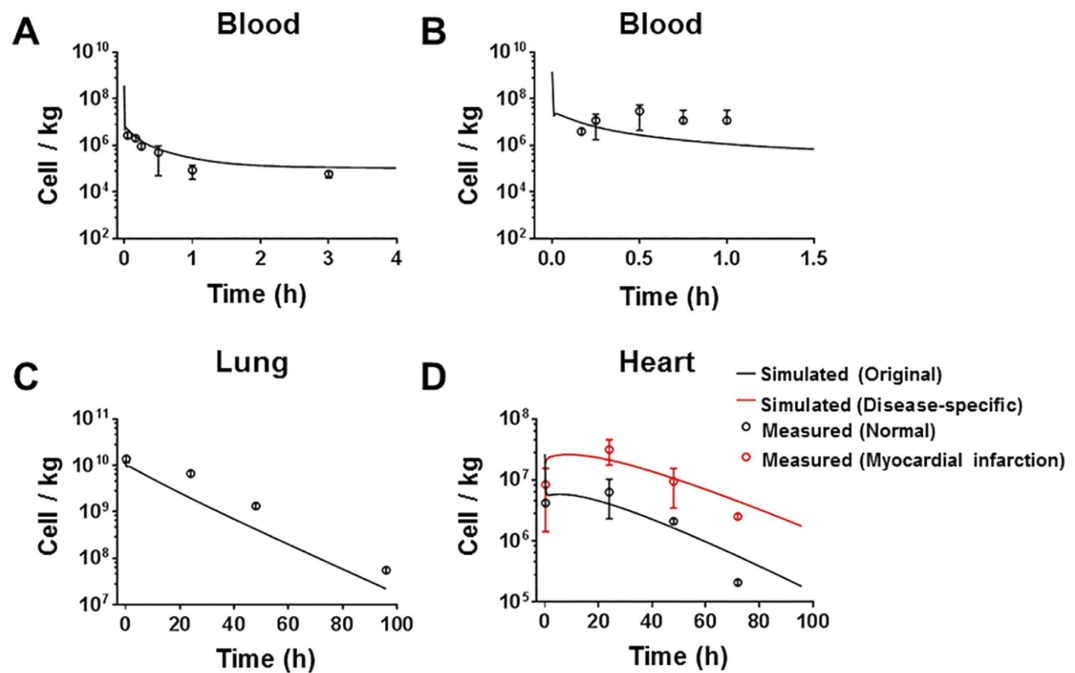 A
Blood
Cell / kg
10^10
10^8
10^6
10^4
10^2
0
1
2
3
4
Time (h)
B
Blood
Cell / kg
10^10
10^8
10^6
10^4
10^2
0.0
0.5
1.0
1.5
Time (h)
C
Lung
Cell / kg
10^11
10^10
10^9
10^8
10^7
0
20
40
60
80
100
Time (h)
D
Heart
Cell / kg
10^8
10^7
10^6
10^5
0
20
40
60
80
100
Time (h)
Simulated (Original)
Simulated (Disease-specific)
Measured (Normal)
Measured (Myocardial infarction)